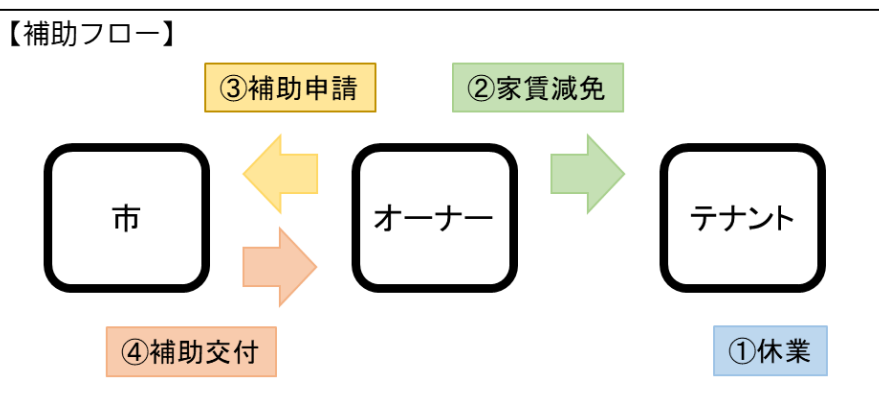 【補助フロー】
③補助申請
②家賃減免
市
オーナー
テナント
④補助交付
①休業